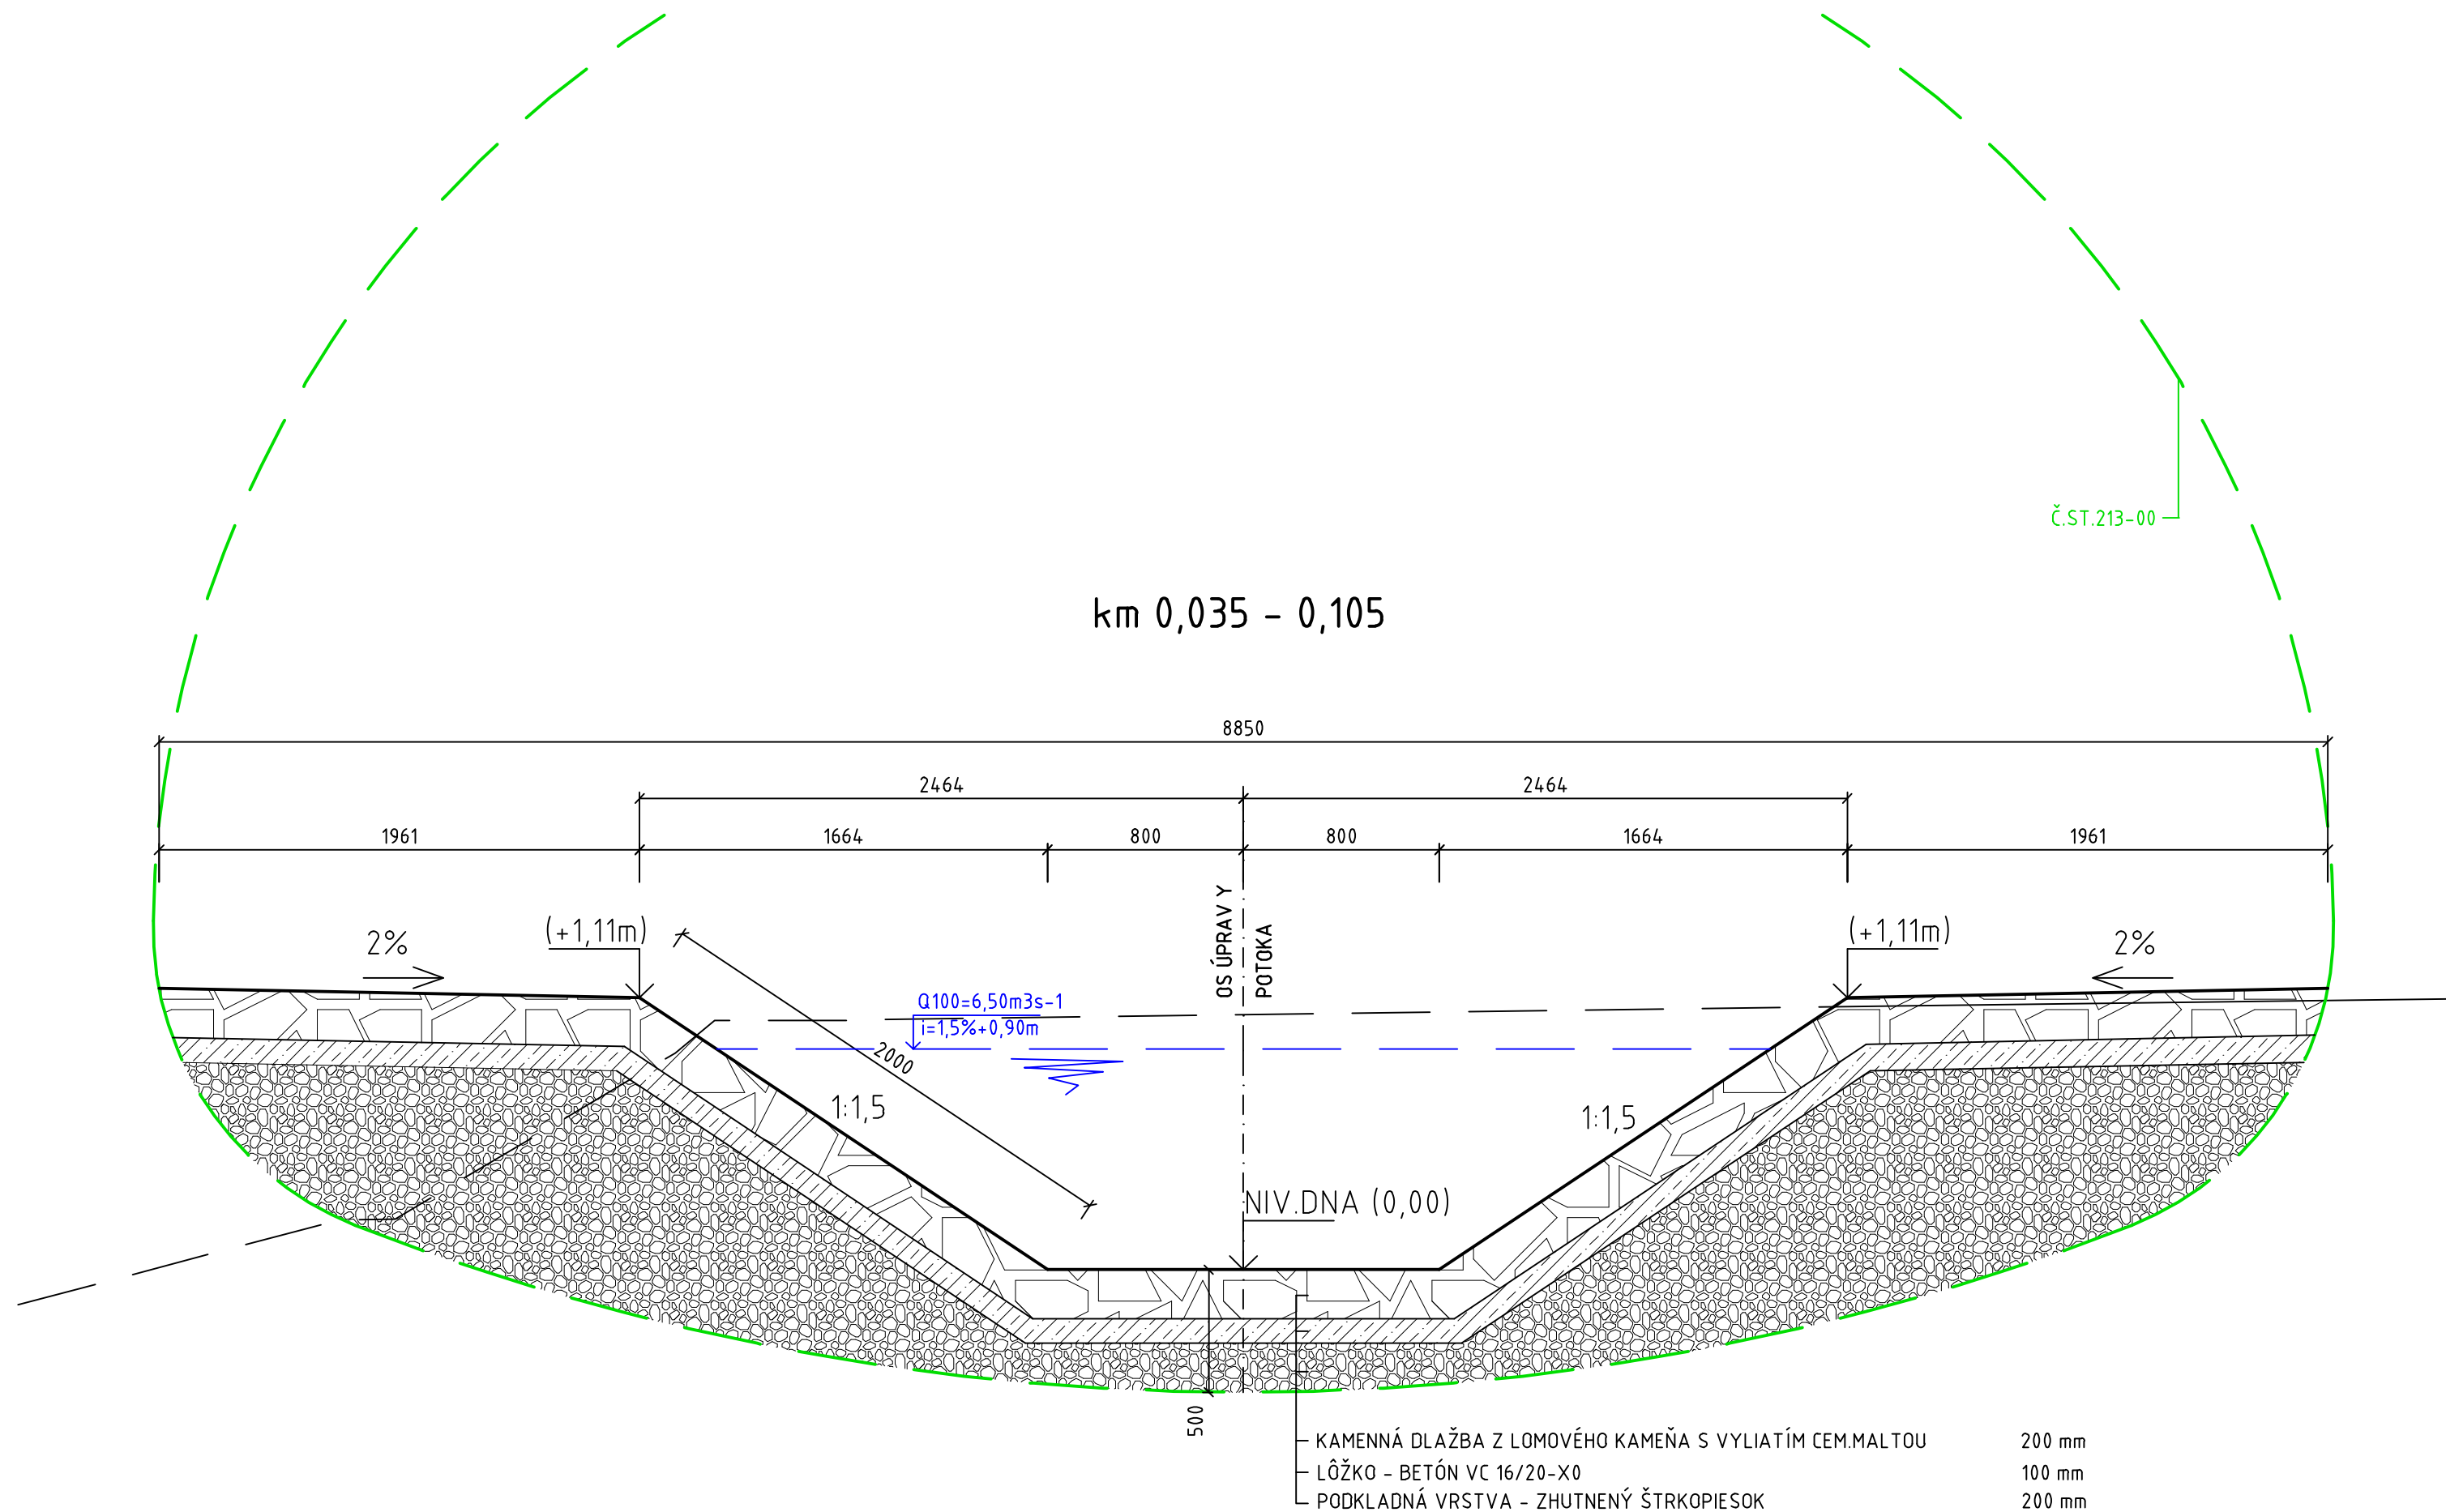 Č.ST.213-00
km 0,035 - 0,105
8850
2464 2464
1961 1664 800 800 1664 1961
OS ÚPRAVY
POTOKA
2% (+1,11m) (+1,11m) 2%
Q100=6,50m3s-1
i=1,5%+0,90m
2000
1:1,5 1:1,5
NIV.DNA (0,00)
500
KAMENNÁ DLAŽBA Z LOMOVÉHO KAMEŇA S VYLIATÍM CEM.MALTOU 200 mm
LÔŽKO - BETÓN VC 16/20-X0 100 mm
PODKLADNÁ VRSTVA - ZHUTNENÝ ŠTRKOPIESOK 200 mm